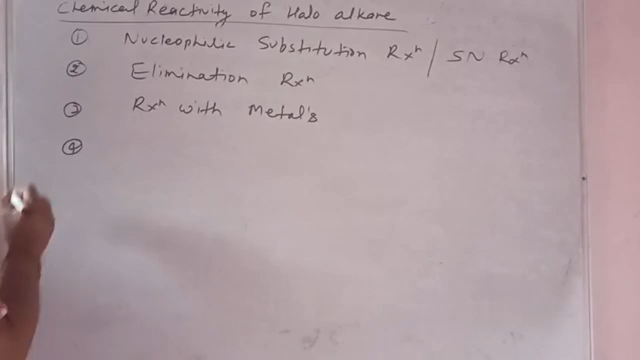 Chemical Reactivity of Halo alkane
① Nucleophilic Substitution Rxⁿ / SN Rxⁿ
② Elimination Rxⁿ
③ Rxⁿ with Metal's
④